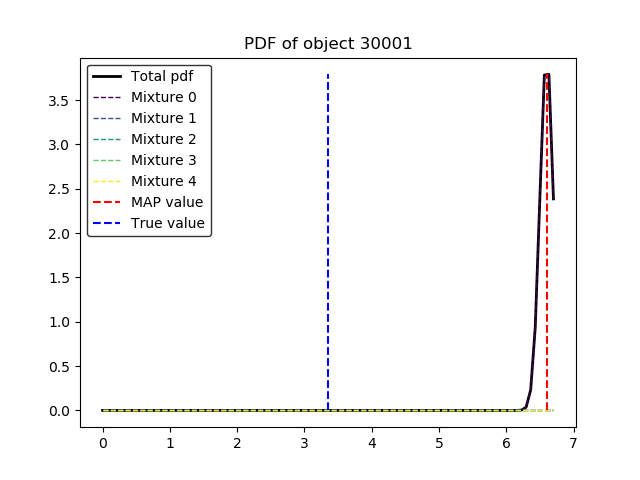 PDF of object 30001
Total pdf
Mixture 0
Mixture 1
Mixture 2
Mixture 3
Mixture 4
MAP value
True value
3.5
3.0
2.5
2.0
1.5
1.0
0.5
0.0
0 1 2 3 4 5 6 7